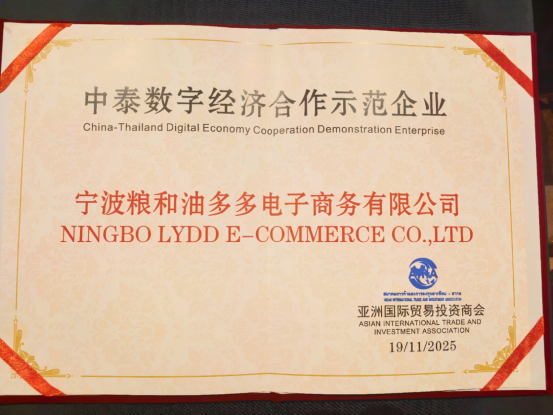 中泰数字经济合作示范企业
China-Thailand Digital Economy Cooperation Demonstration Enterprise
宁波粮和油多多电子商务有限公司
NINGBO LYDD E-COMMERCE CO.,LTD
亚洲国际贸易投资商会
ASIAN INTERNATIONAL TRADE AND
INVESTMENT ASSOCIATION
19/11/2025